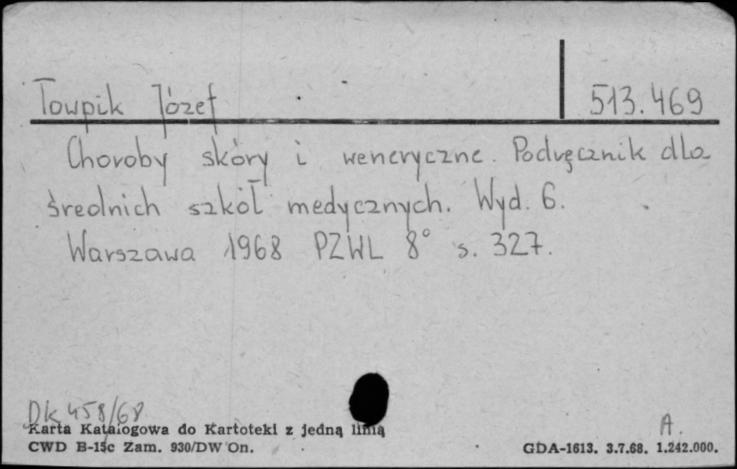 Towpik Józef 513.469
Choroby skóry i weneryczne. Podręcznik dla
średnich szkół medycznych. Wyd. 6.
Warszawa 1968 PZWL 8° s. 327.
DK 458/68
Karta Katalogowa do Kartoteki z jedną linią
A.
CWD B-15c Zam. 930/DW On. GDA-1613. 3.7.68. 1.242.000.